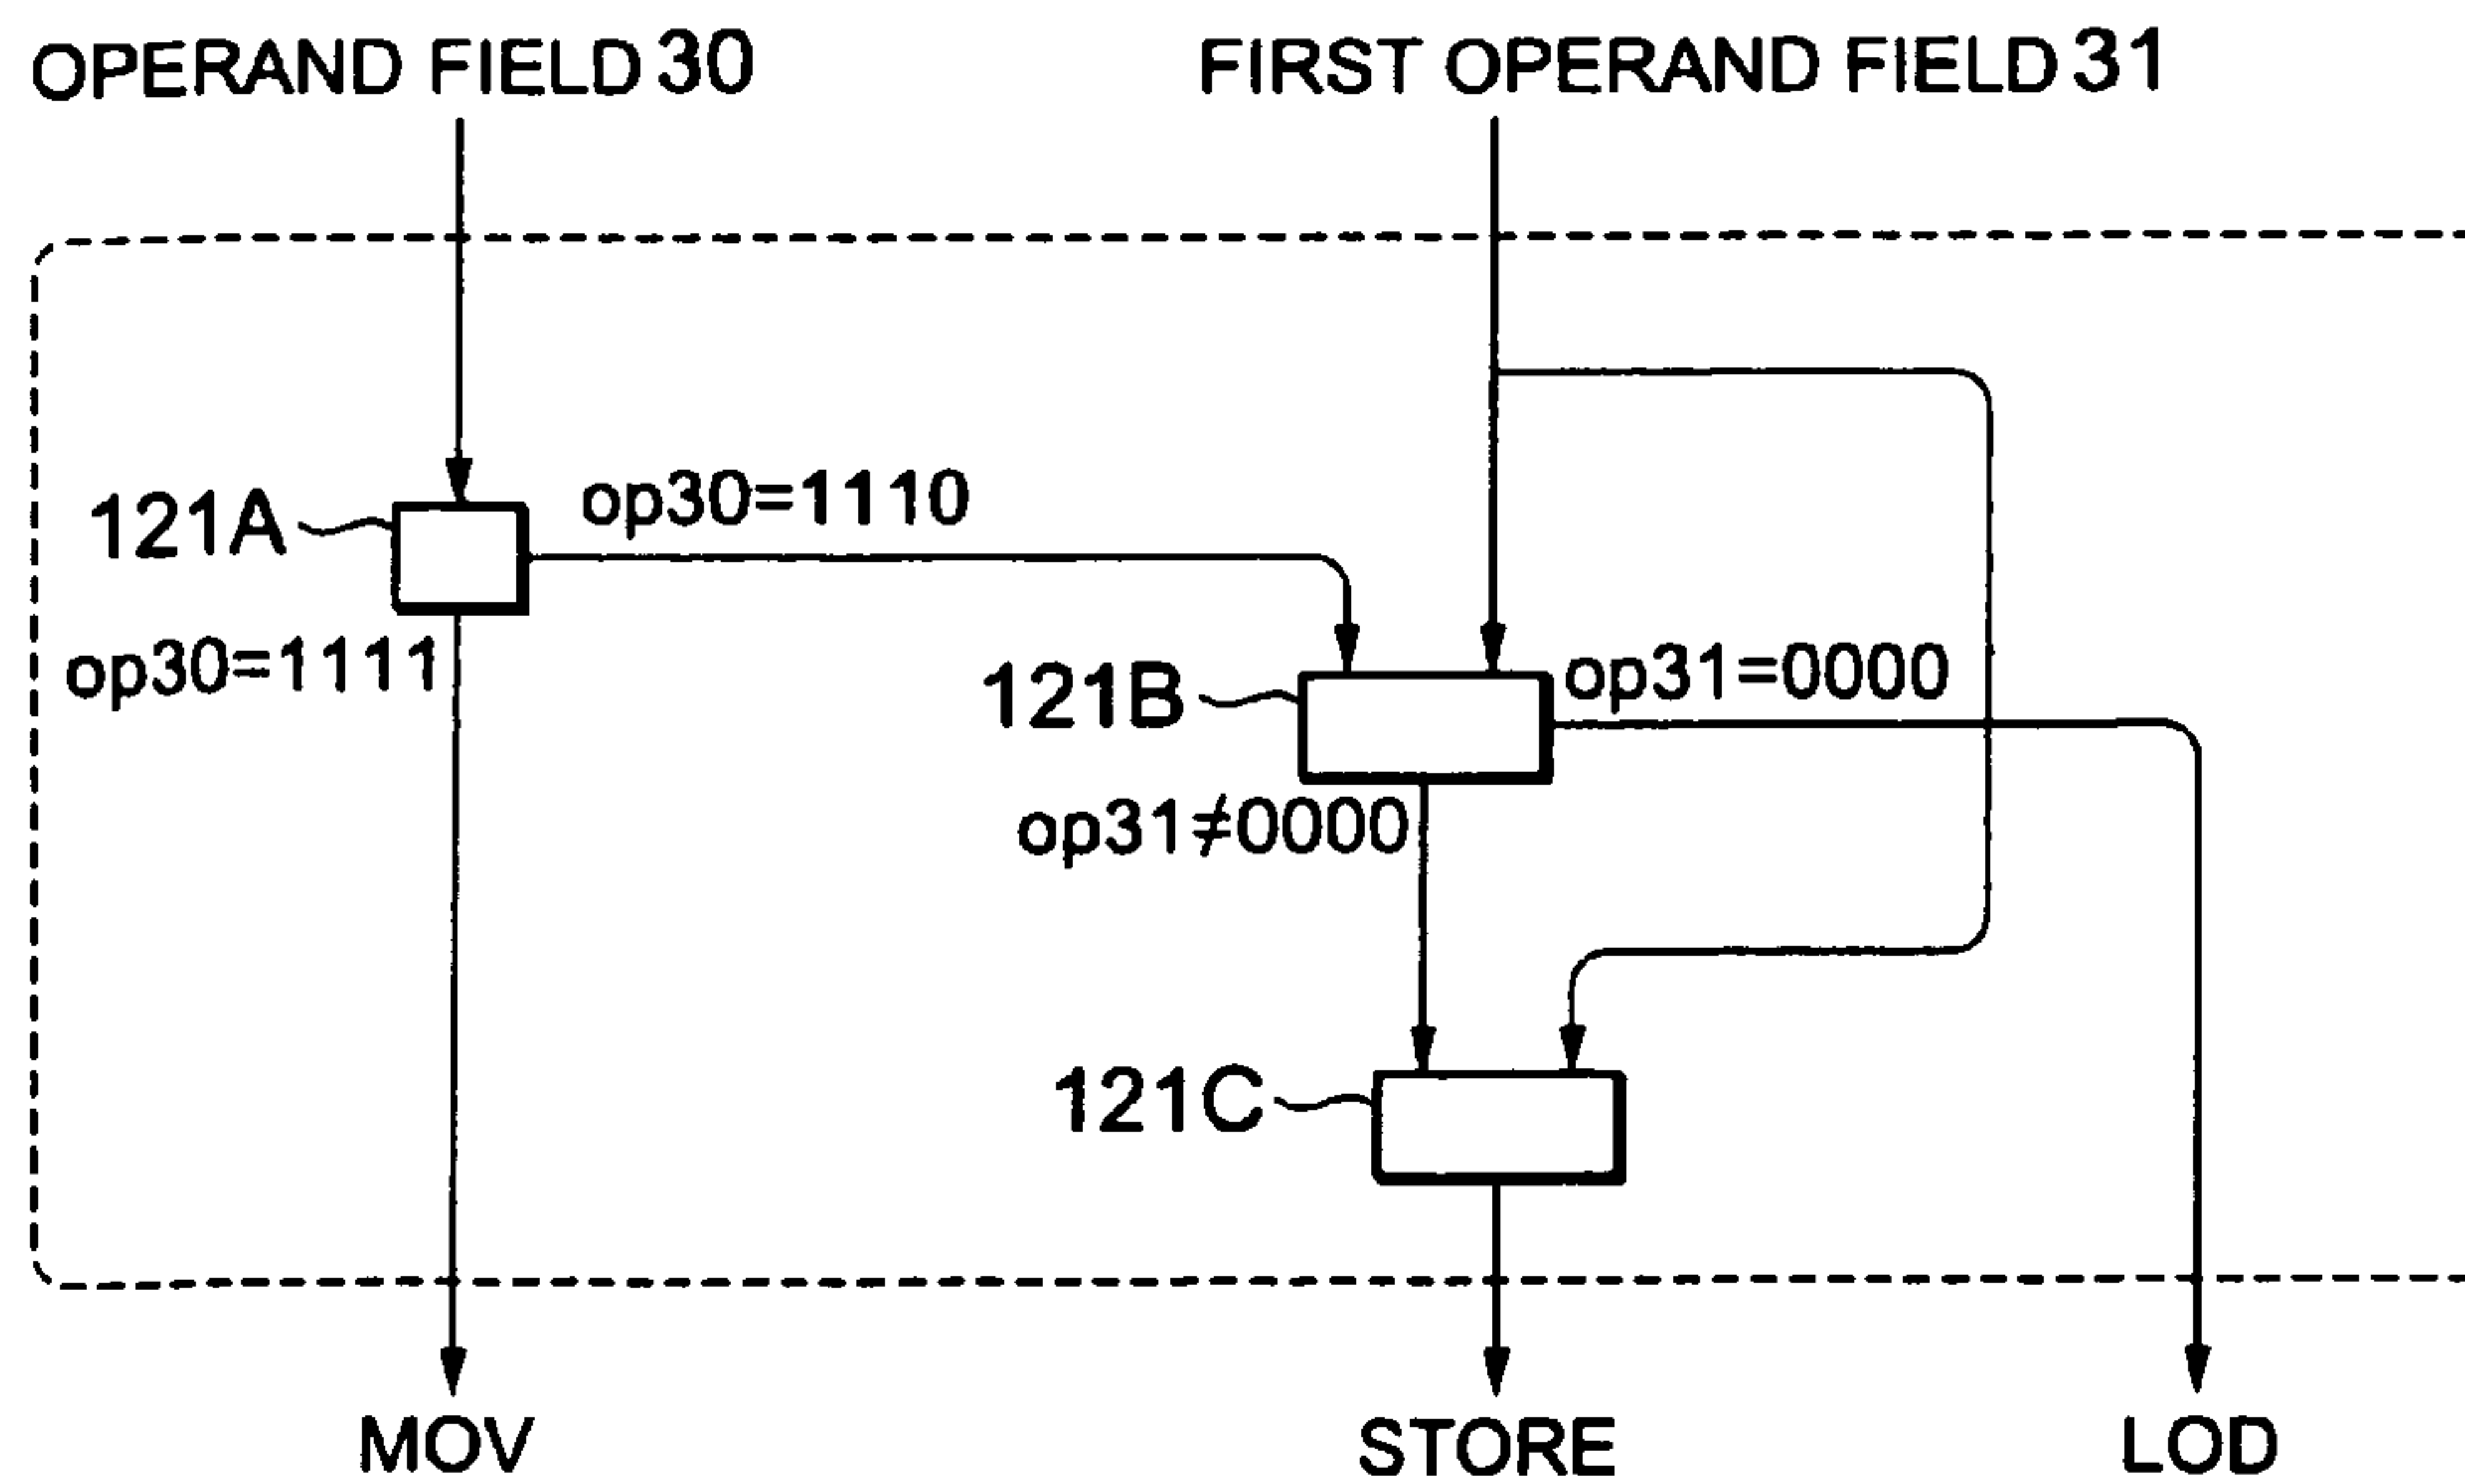 OPERAND FIELD 30
FIRST OPERAND FIELD 31
121A
op30=1110
op30=1111
121B
op31=0000
op31≠0000
121C
MOV
STORE
LOD